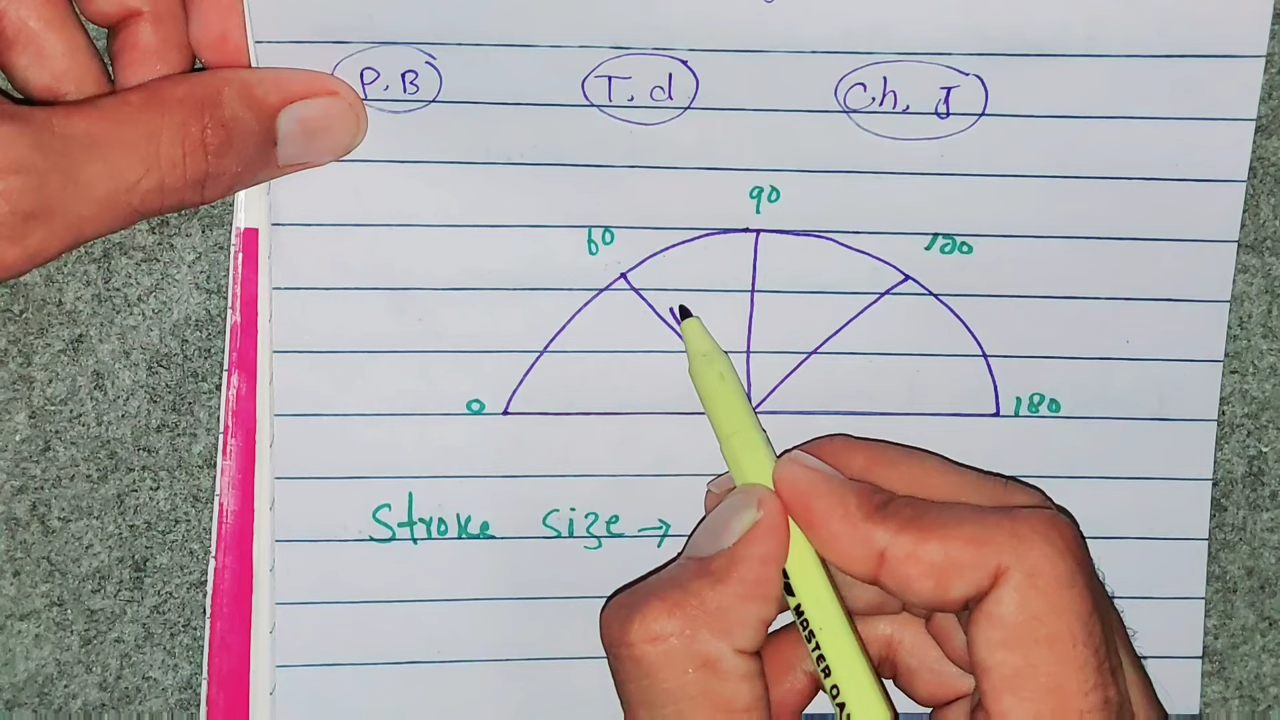 P, B T, d Ch, J
90
60 120
0 180
Stroke size →
MASTER